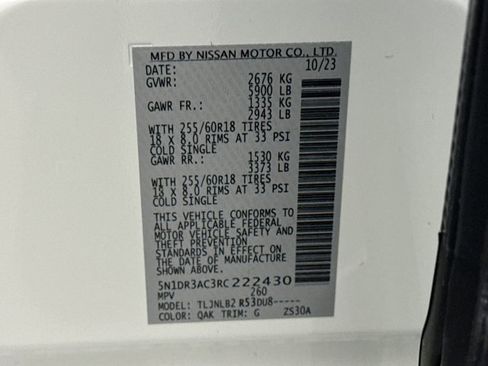 MFD BY NISSAN MOTOR CO., LTD.
DATE: 10/23
GVWR: 2676 KG
5900 LB
GAWR FR.: 1335 KG
2943 LB
WITH 255/60R18 TIRES
18 X 8.0 RIMS AT 33 PSI
COLD SINGLE
GAWR RR.: 1530 KG
3373 LB
WITH 255/60R18 TIRES
18 X 8.0 RIMS AT 33 PSI
COLD SINGLE
THIS VEHICLE CONFORMS TO
ALL APPLICABLE FEDERAL
MOTOR VEHICLE SAFETY AND
THEFT PREVENTION
STANDARDS IN EFFECT ON
THE DATE OF MANUFACTURE
SHOWN ABOVE.
5N1DR3AC3RC222430
MPV 260
MODEL: TLJNLB2 R53DU8-----
COLOR: QAK TRIM: G ZS30A